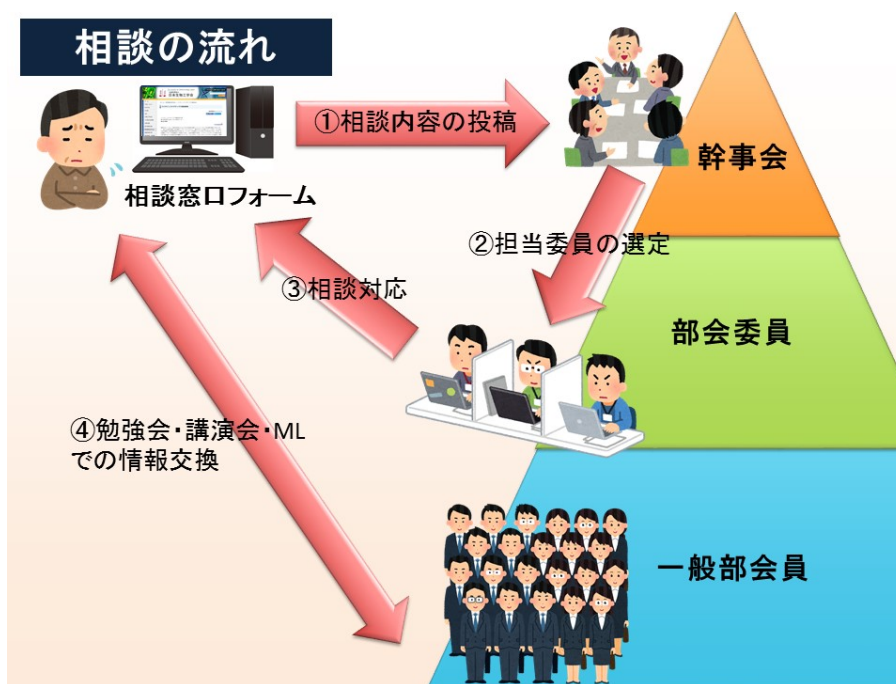 相談の流れ
①相談内容の投稿
幹事会
相談窓口フォーム
②担当委員の選定
③相談対応
部会委員
④勉強会・講演会・ML
での情報交換
一般部会員